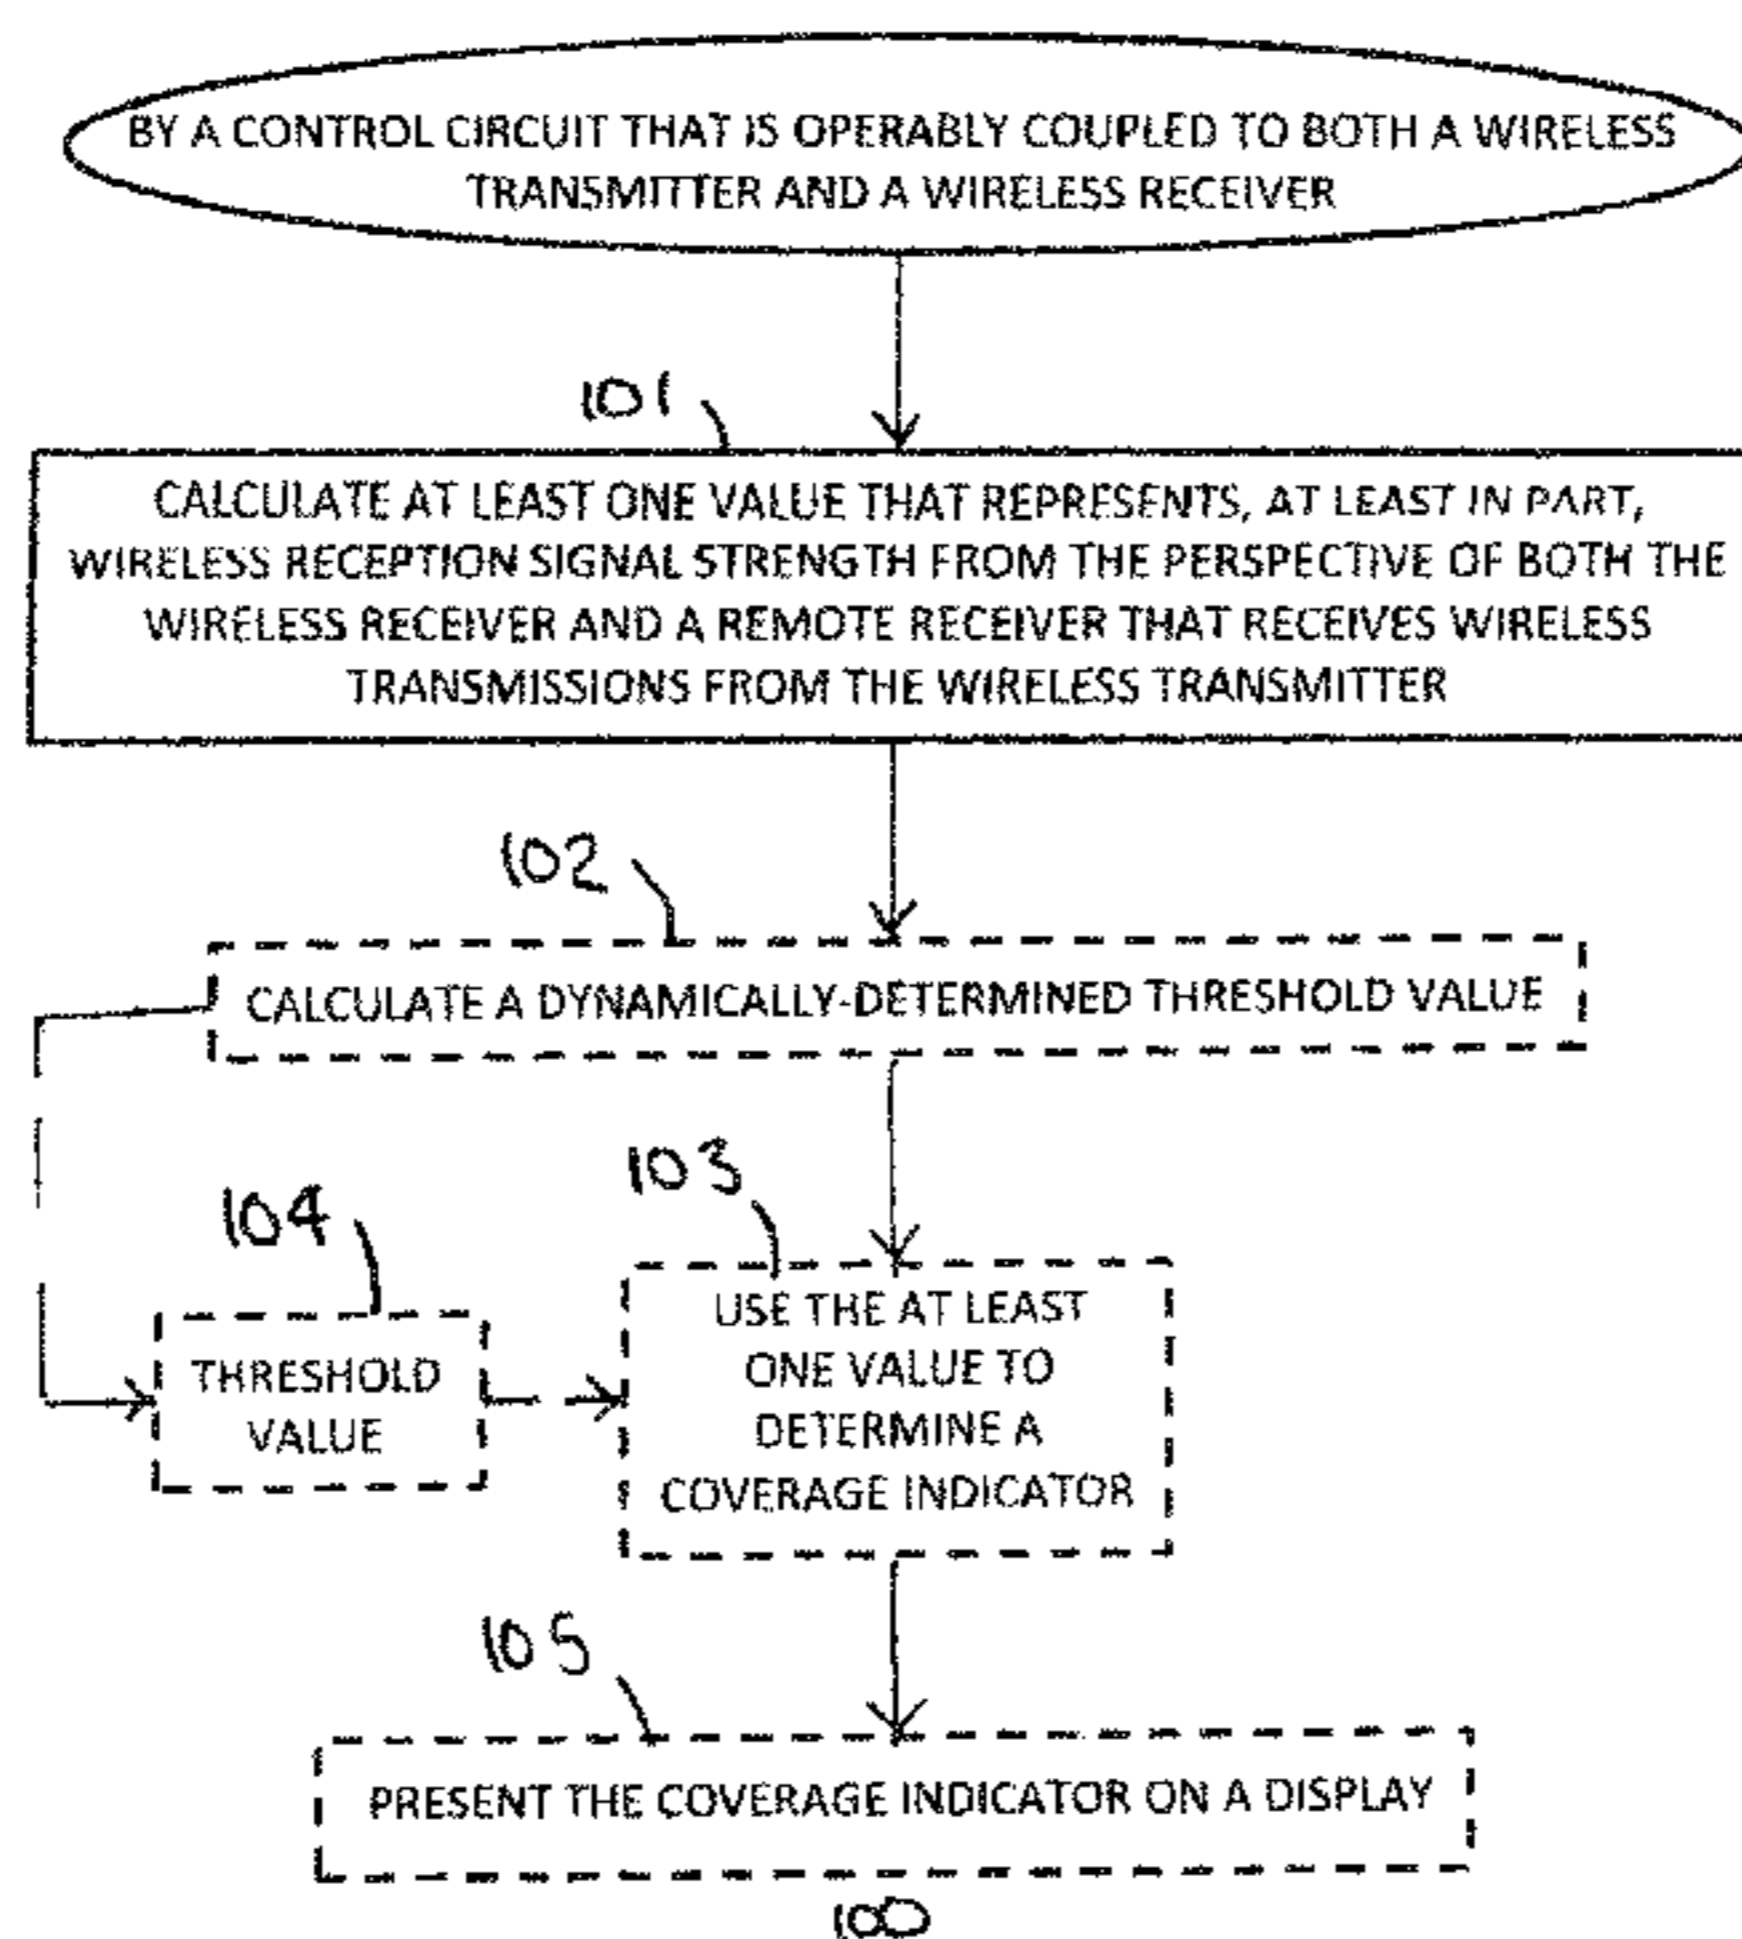 BY A CONTROL CIRCUIT THAT IS OPERABLY COUPLED TO BOTH A WIRELESS
TRANSMITTER AND A WIRELESS RECEIVER
101
CALCULATE AT LEAST ONE VALUE THAT REPRESENTS, AT LEAST IN PART,
WIRELESS RECEPTION SIGNAL STRENGTH FROM THE PERSPECTIVE OF BOTH THE
WIRELESS RECEIVER AND A REMOTE RECEIVER THAT RECEIVES WIRELESS
TRANSMISSIONS FROM THE WIRELESS TRANSMITTER
102
CALCULATE A DYNAMICALLY-DETERMINED THRESHOLD VALUE
104
THRESHOLD
VALUE
103
USE THE AT LEAST
ONE VALUE TO
DETERMINE A
COVERAGE INDICATOR
105
PRESENT THE COVERAGE INDICATOR ON A DISPLAY
100